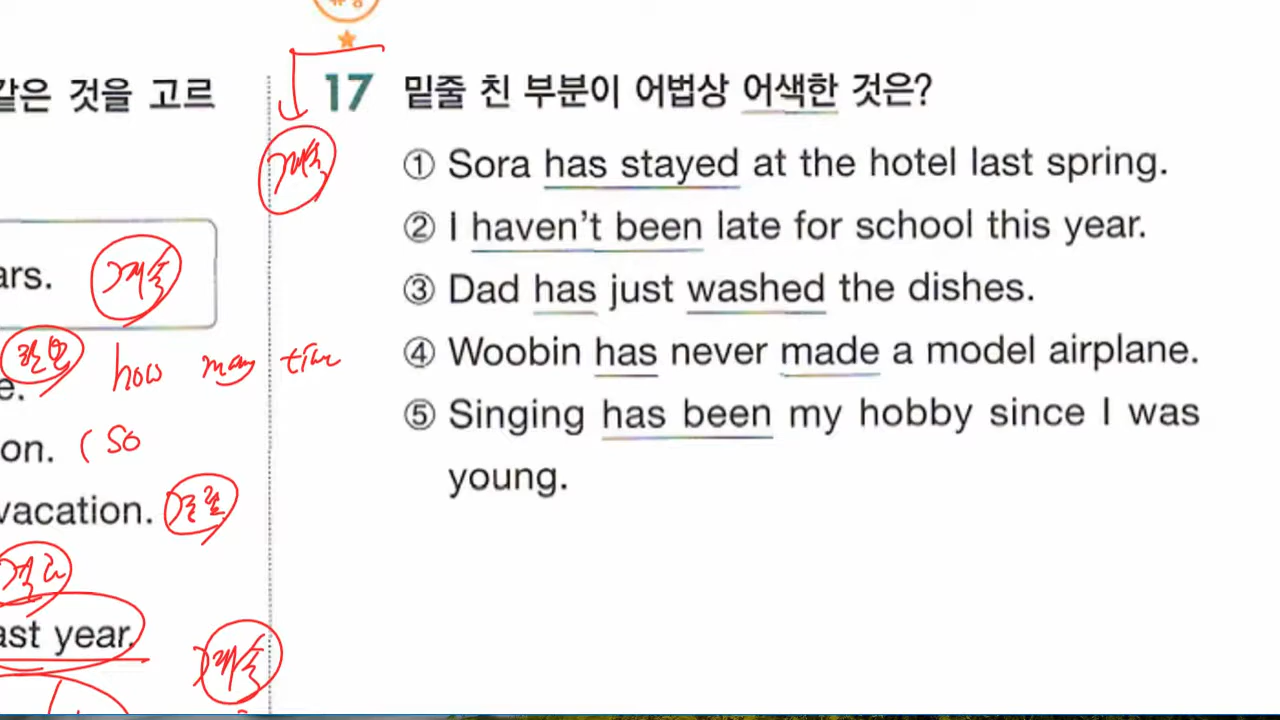 같은 것을 고르
ars.
계속
how many time
e.
on. ( so
vacation.
ast year.
계속
17 밑줄 친 부분이 어법상 어색한 것은?
계속
① Sora has stayed at the hotel last spring.
② I haven't been late for school this year.
③ Dad has just washed the dishes.
④ Woobin has never made a model airplane.
⑤ Singing has been my hobby since I was
young.